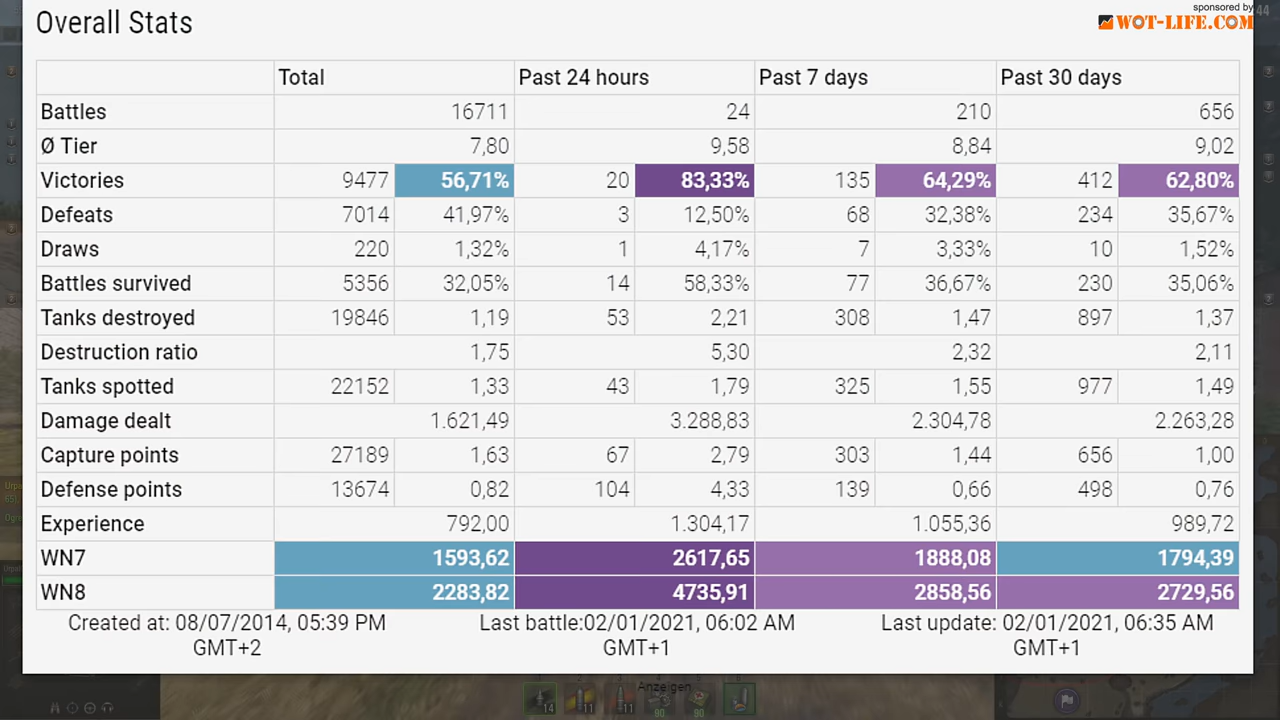 sponsored by 44
Overall Stats
WOT-LIFE.COM
Total Past 24 hours Past 7 days Past 30 days
Battles 16711 24 210 656
Ø Tier 7,80 9,58 8,84 9,02
Victories 9477 56,71% 20 83,33% 135 64,29% 412 62,80%
Defeats 7014 41,97% 3 12,50% 68 32,38% 234 35,67%
Draws 220 1,32% 1 4,17% 7 3,33% 10 1,52%
Battles survived 5356 32,05% 14 58,33% 77 36,67% 230 35,06%
Tanks destroyed 19846 1,19 53 2,21 308 1,47 897 1,37
Destruction ratio 1,75 5,30 2,32 2,11
Tanks spotted 22152 1,33 43 1,79 325 1,55 977 1,49
Damage dealt 1.621,49 3.288,83 2.304,78 2.263,28
Capture points 27189 1,63 67 2,79 303 1,44 656 1,00
Defense points 13674 0,82 104 4,33 139 0,66 498 0,76
Experience 792,00 1.304,17 1.055,36 989,72
WN7 1593,62 2617,65 1888,08 1794,39
WN8 2283,82 4735,91 2858,56 2729,56
Created at: 08/07/2014, 05:39 PM Last battle:02/01/2021, 06:02 AM Last update: 02/01/2021, 06:35 AM
GMT+2 GMT+1 GMT+1
Anzeigen
14 11 11 90 90